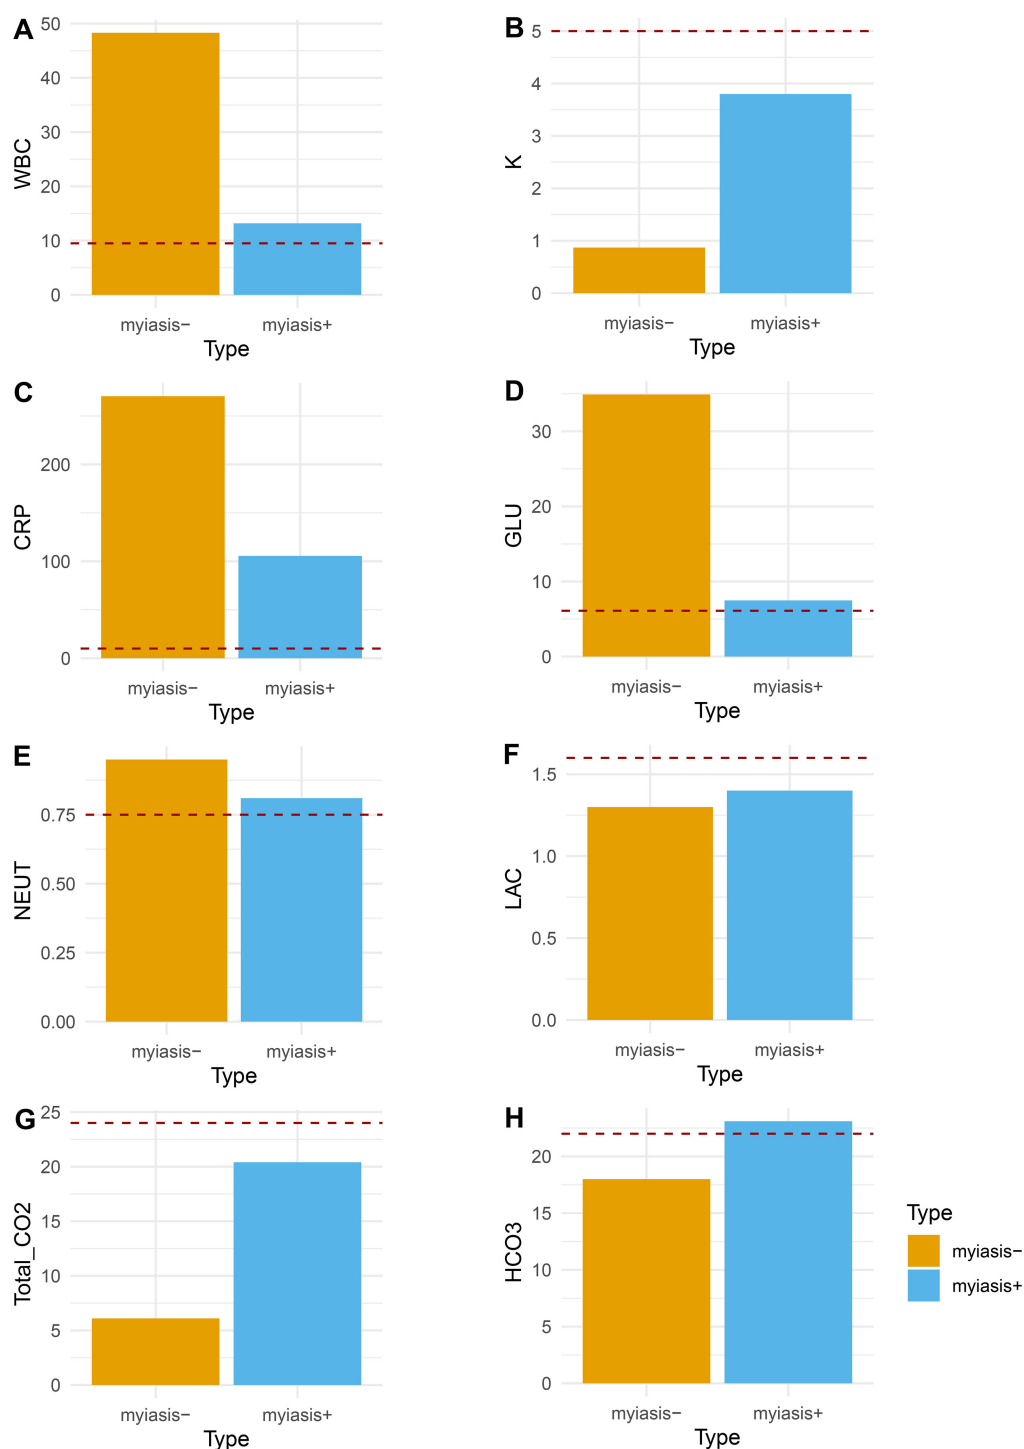 A
WBC
50
40
30
20
10
0
myiasis−
myiasis+
Type
B
K
5
4
3
2
1
0
myiasis−
myiasis+
Type
C
CRP
200
100
0
myiasis−
myiasis+
Type
D
GLU
30
20
10
0
myiasis−
myiasis+
Type
E
NEUT
0.75
0.50
0.25
0.00
myiasis−
myiasis+
Type
F
LAC
1.5
1.0
0.5
0.0
myiasis−
myiasis+
Type
G
Total_CO2
25
20
15
10
5
0
myiasis−
myiasis+
Type
H
HCO3
20
15
10
5
0
myiasis−
myiasis+
Type
Type
myiasis−
myiasis+